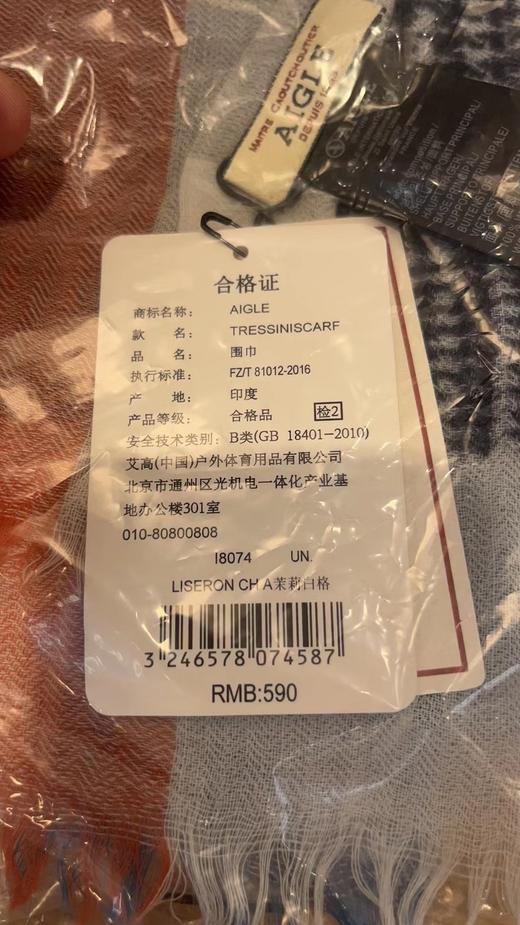 MAITRE CAOUTCHOUTIER
AIGLE
DEPUIS
SUPPORT PRINCIPAL/
合格证
商标名称: AIGLE
款 名: TRESSINISCARF
品 名: 围巾
执行标准: FZ/T 81012-2016
产 地: 印度
产品等级: 合格品 检2
安全技术类别: B类(GB 18401-2010)
艾高(中国)户外体育用品有限公司
北京市通州区光机电一体化产业基
地办公楼301室
010-80800808
I8074 UN.
LISERON CH A茉莉白格
3 246578 074587
RMB:590